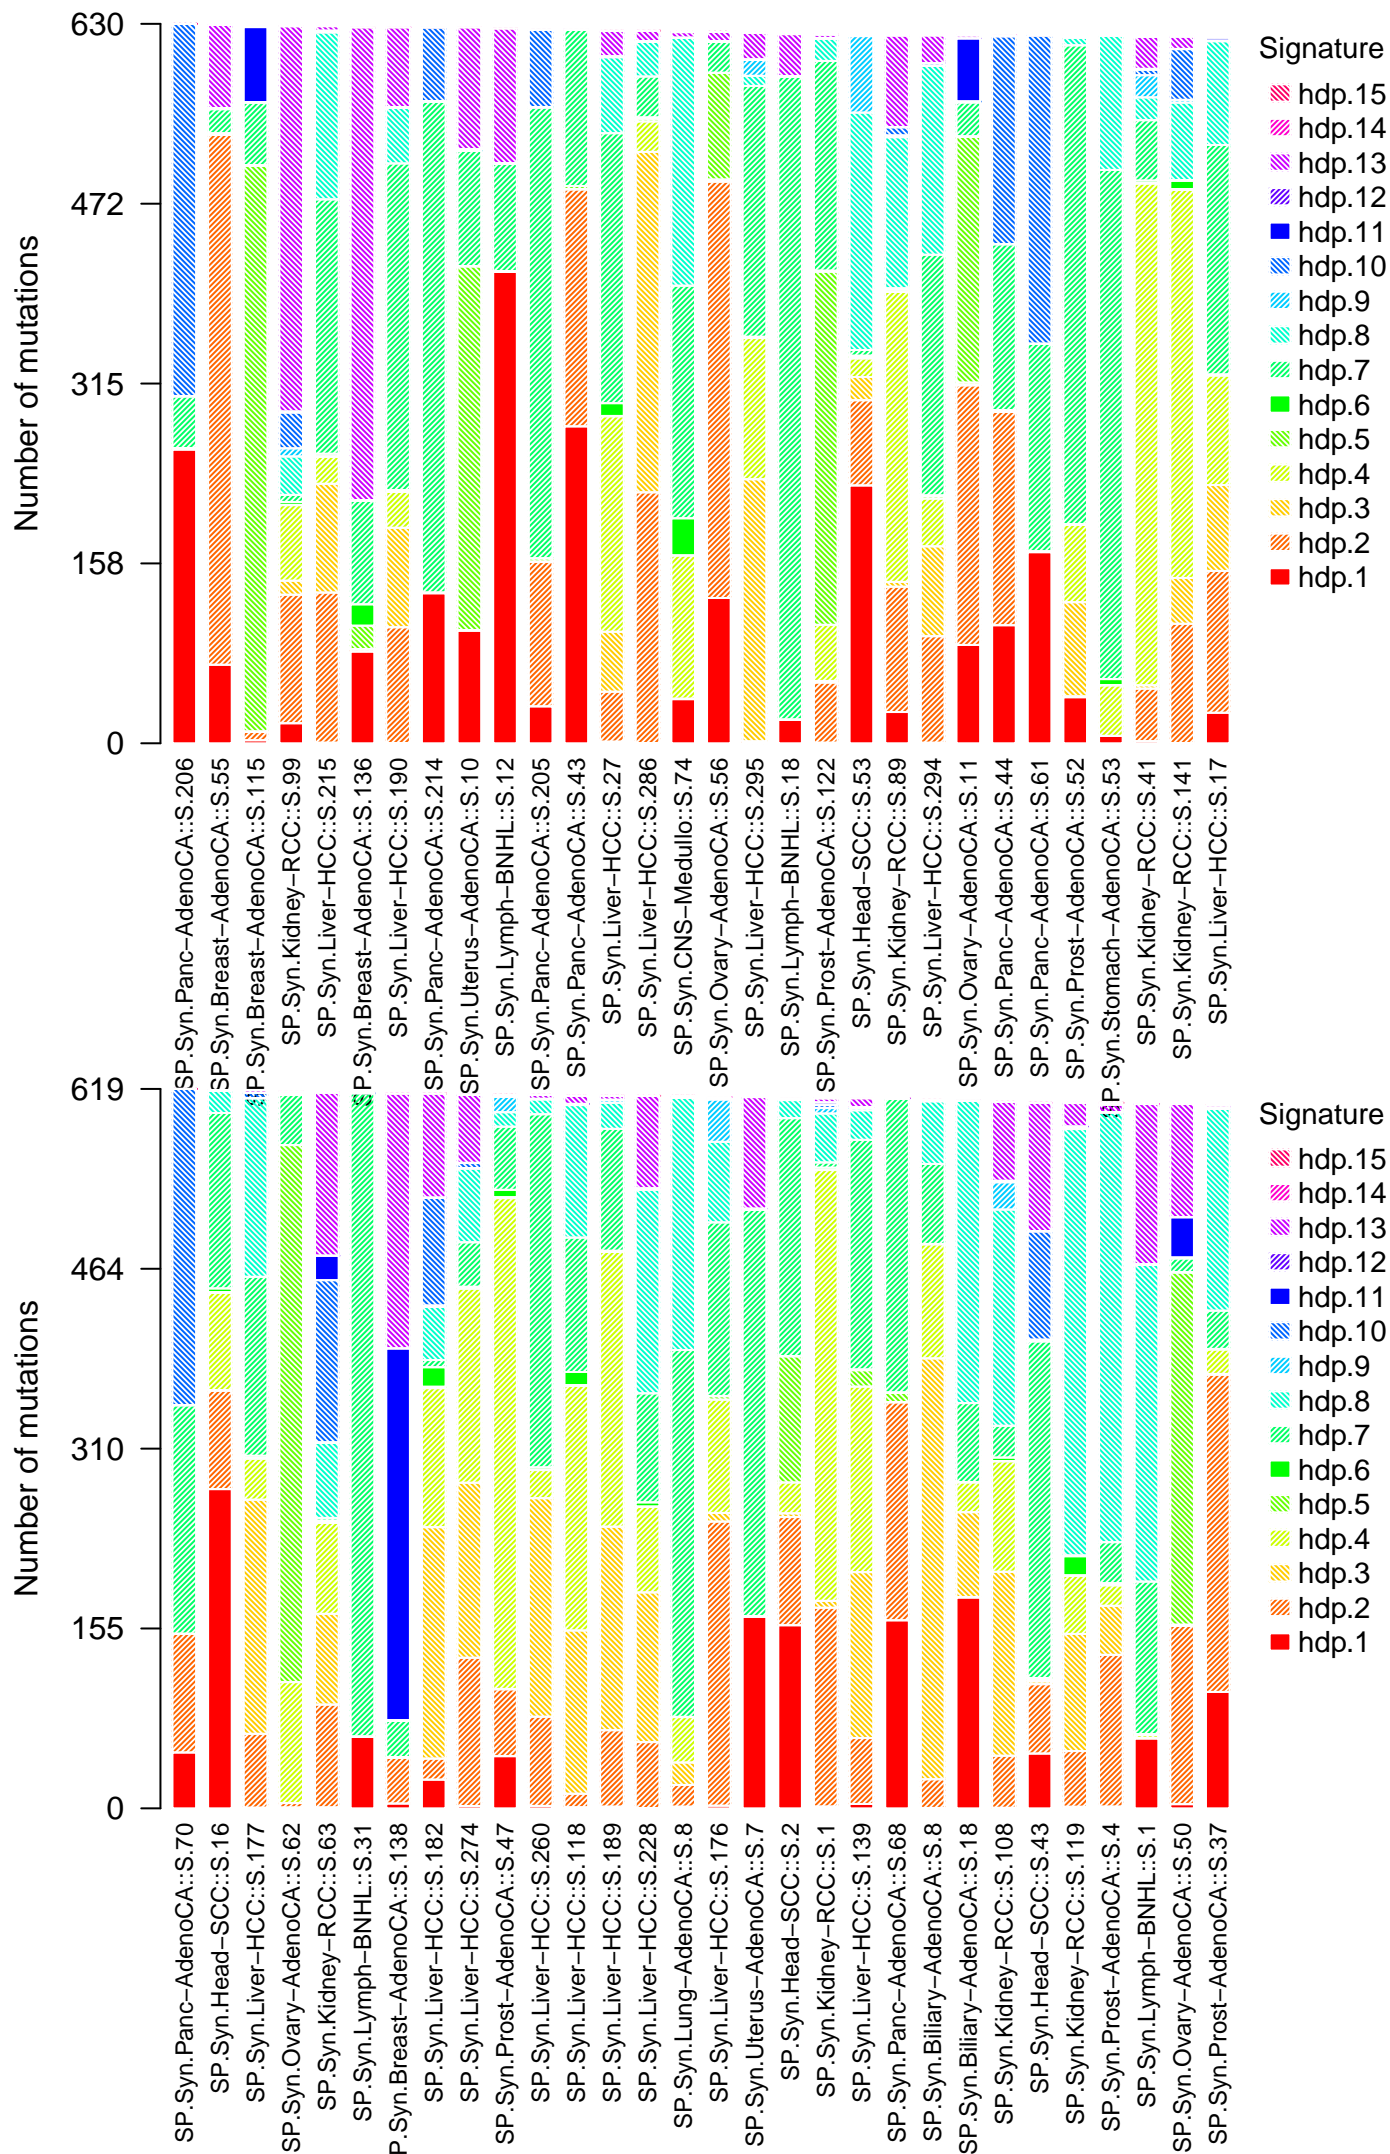 Number of mutations
630
472
315
158
0
Signature
hdp.15
hdp.14
hdp.13
hdp.12
hdp.11
hdp.10
hdp.9
hdp.8
hdp.7
hdp.6
hdp.5
hdp.4
hdp.3
hdp.2
hdp.1
SP.Syn.Panc−AdenoCA::S.206
SP.Syn.Breast−AdenoCA::S.55
SP.Syn.Breast−AdenoCA::S.115
SP.Syn.Kidney−RCC::S.99
SP.Syn.Liver−HCC::S.215
SP.Syn.Breast−AdenoCA::S.136
SP.Syn.Liver−HCC::S.190
SP.Syn.Panc−AdenoCA::S.214
SP.Syn.Uterus−AdenoCA::S.10
SP.Syn.Lymph−BNHL::S.12
SP.Syn.Panc−AdenoCA::S.205
SP.Syn.Panc−AdenoCA::S.43
SP.Syn.Liver−HCC::S.27
SP.Syn.Liver−HCC::S.286
SP.Syn.CNS−Medullo::S.74
SP.Syn.Ovary−AdenoCA::S.56
SP.Syn.Liver−HCC::S.295
SP.Syn.Lymph−BNHL::S.18
SP.Syn.Prost−AdenoCA::S.122
SP.Syn.Head−SCC::S.53
SP.Syn.Kidney−RCC::S.89
SP.Syn.Liver−HCC::S.294
SP.Syn.Ovary−AdenoCA::S.11
SP.Syn.Panc−AdenoCA::S.44
SP.Syn.Panc−AdenoCA::S.61
SP.Syn.Prost−AdenoCA::S.52
SP.Syn.Stomach−AdenoCA::S.53
SP.Syn.Kidney−RCC::S.41
SP.Syn.Kidney−RCC::S.141
SP.Syn.Liver−HCC::S.17
Number of mutations
619
464
310
155
0
Signature
hdp.15
hdp.14
hdp.13
hdp.12
hdp.11
hdp.10
hdp.9
hdp.8
hdp.7
hdp.6
hdp.5
hdp.4
hdp.3
hdp.2
hdp.1
SP.Syn.Panc−AdenoCA::S.70
SP.Syn.Head−SCC::S.16
SP.Syn.Liver−HCC::S.177
SP.Syn.Ovary−AdenoCA::S.62
SP.Syn.Kidney−RCC::S.63
SP.Syn.Lymph−BNHL::S.31
P.Syn.Breast−AdenoCA::S.138
SP.Syn.Liver−HCC::S.182
SP.Syn.Liver−HCC::S.274
SP.Syn.Prost−AdenoCA::S.47
SP.Syn.Liver−HCC::S.260
SP.Syn.Liver−HCC::S.118
SP.Syn.Liver−HCC::S.189
SP.Syn.Liver−HCC::S.228
SP.Syn.Lung−AdenoCA::S.8
SP.Syn.Liver−HCC::S.176
SP.Syn.Uterus−AdenoCA::S.7
SP.Syn.Head−SCC::S.2
SP.Syn.Kidney−RCC::S.1
SP.Syn.Liver−HCC::S.139
SP.Syn.Panc−AdenoCA::S.68
SP.Syn.Biliary−AdenoCA::S.8
SP.Syn.Biliary−AdenoCA::S.18
SP.Syn.Kidney−RCC::S.108
SP.Syn.Head−SCC::S.43
SP.Syn.Kidney−RCC::S.119
SP.Syn.Prost−AdenoCA::S.4
SP.Syn.Lymph−BNHL::S.1
SP.Syn.Ovary−AdenoCA::S.50
SP.Syn.Prost−AdenoCA::S.37